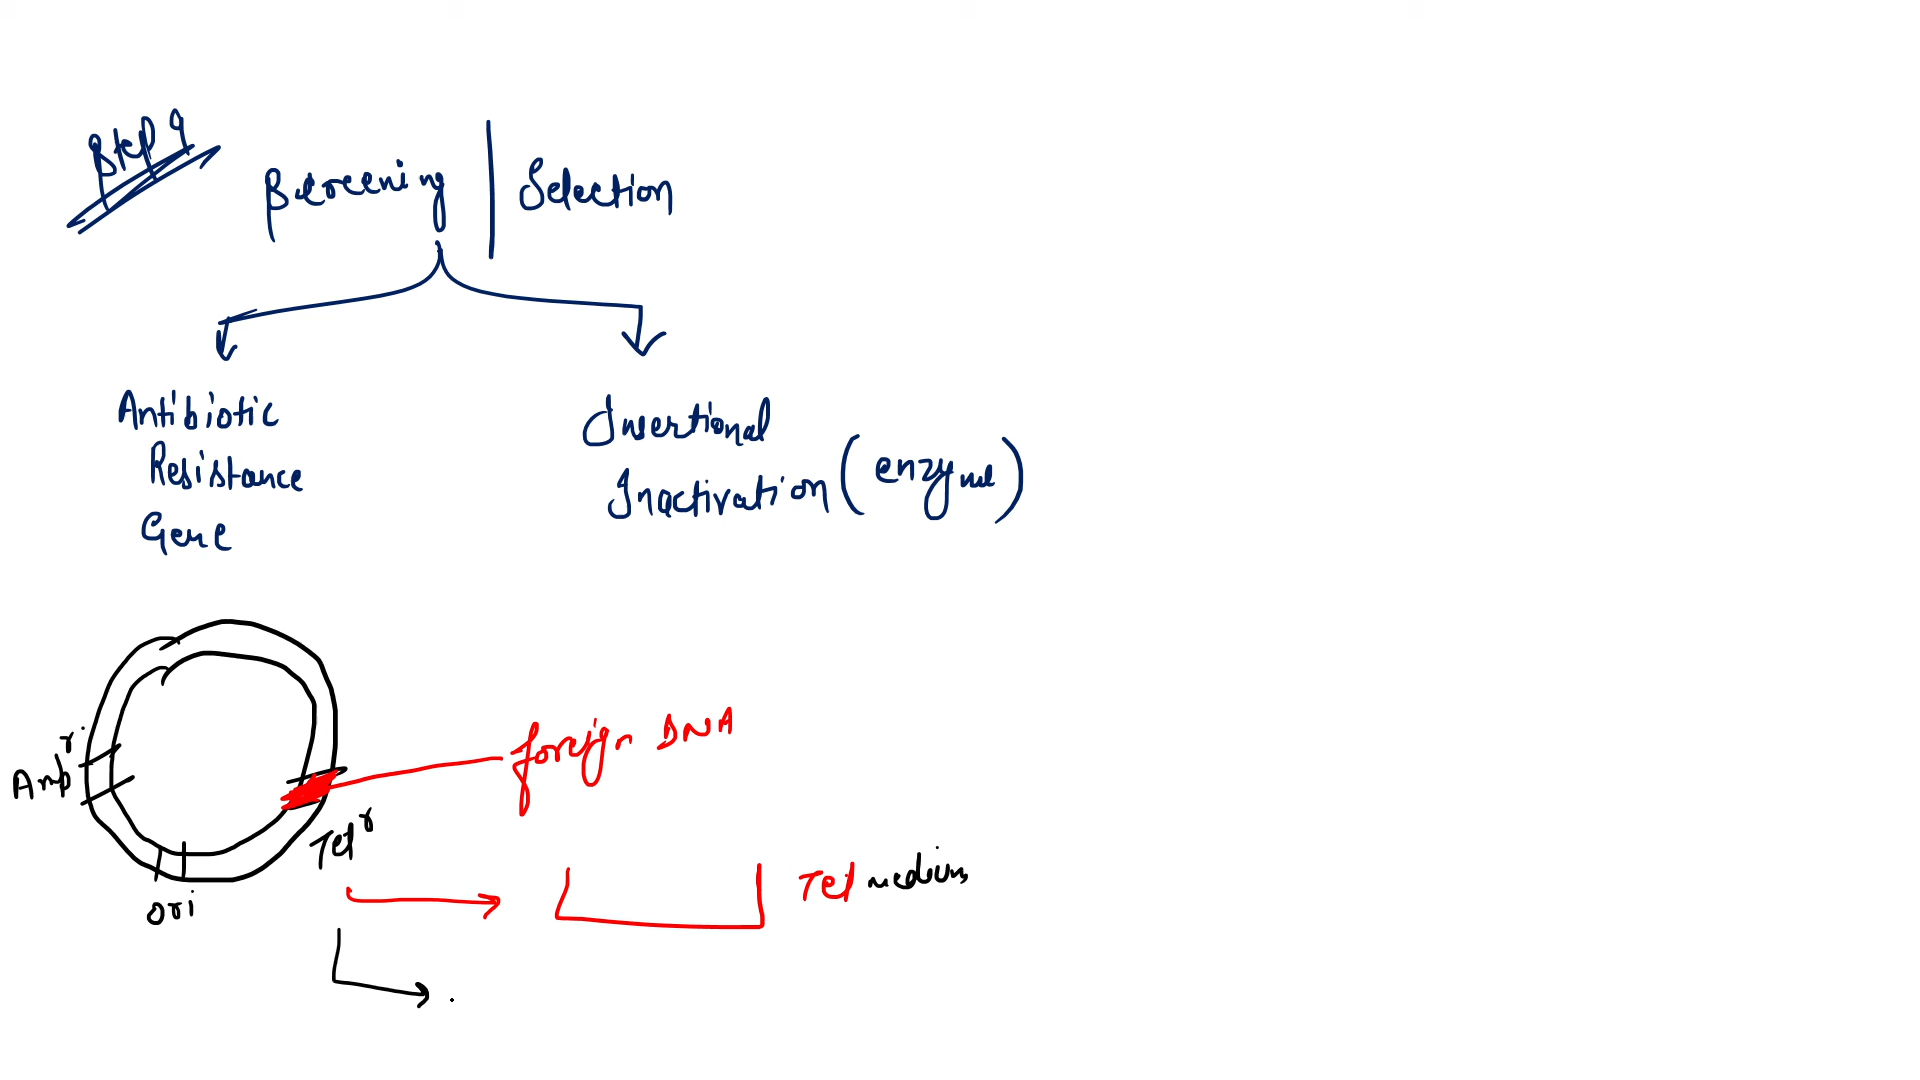 Step 9
Screening | Selection
Antibiotic
Resistance
Gene
Insertional
Inactivation (enzyme)
foreign DNA
Amp r
Tet r
ori
Tet medium